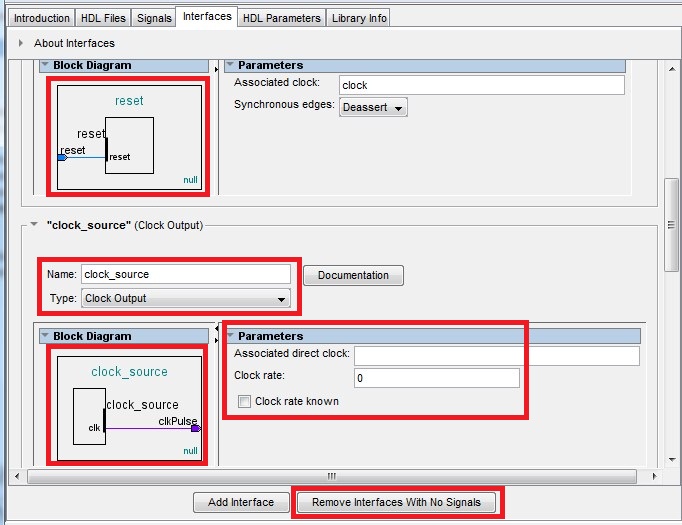 Introduction HDL Files Signals Interfaces HDL Parameters Library Info
About Interfaces
Block Diagram
reset
reset
reset
reset
null
Parameters
Associated clock: clock
Synchronous edges: Deassert
"clock_source" (Clock Output)
Name: clock_source
Documentation
Type: Clock Output
Block Diagram
clock_source
clock_source
clk
clkPulse
null
Parameters
Associated direct clock:
Clock rate: 0
Clock rate known
Add Interface
Remove Interfaces With No Signals